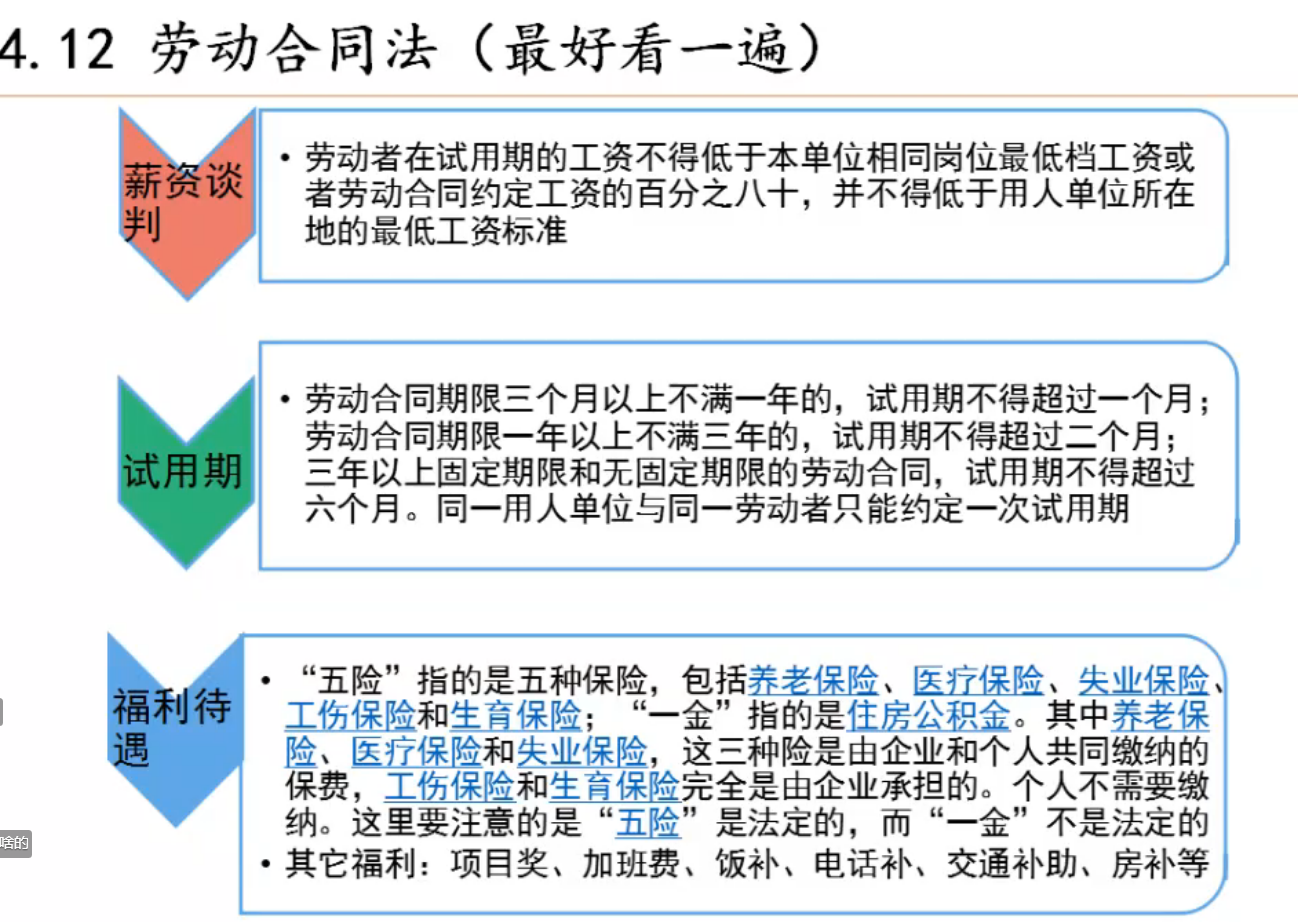 4.12 劳动合同法（最好看一遍）
薪资谈
判
• 劳动者在试用期的工资不得低于本单位相同岗位最低档工资或
者劳动合同约定工资的百分之八十，并不得低于用人单位所在
地的最低工资标准
试用期
• 劳动合同期限三个月以上不满一年的，试用期不得超过一个月；
劳动合同期限一年以上不满三年的，试用期不得超过二个月；
三年以上固定期限和无固定期限的劳动合同，试用期不得超过
六个月。同一用人单位与同一劳动者只能约定一次试用期
福利待
遇
• “五险”指的是五种保险，包括养老保险、医疗保险、失业保险、
工伤保险和生育保险；“一金”指的是住房公积金。其中养老保
险、医疗保险和失业保险，这三种险是由企业和个人共同缴纳的
保费，工伤保险和生育保险完全是由企业承担的。个人不需要缴
纳。这里要注意的是“五险”是法定的，而“一金”不是法定的
• 其它福利：项目奖、加班费、饭补、电话补、交通补助、房补等
啥的